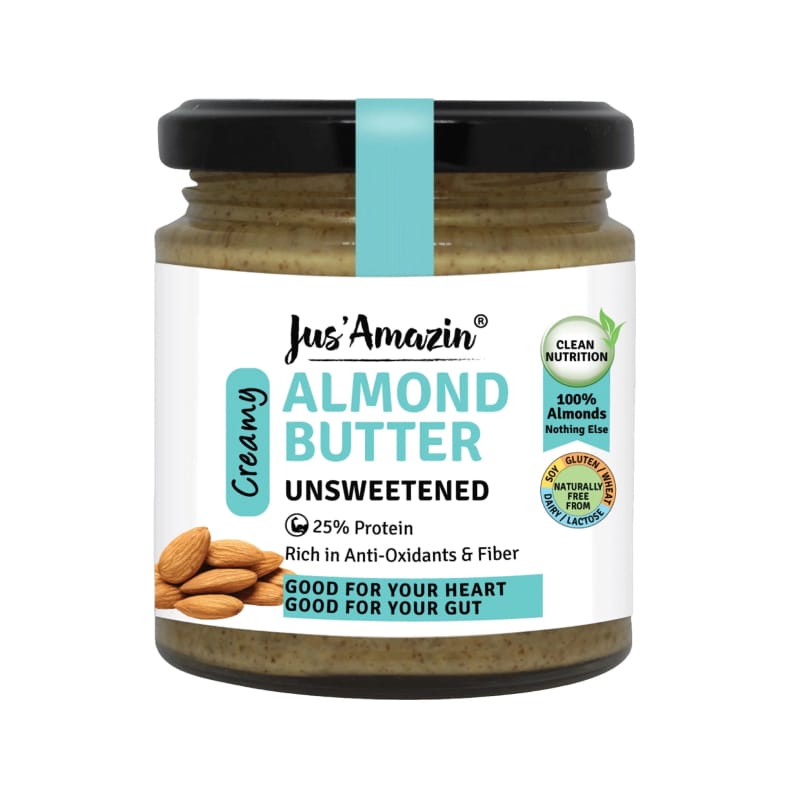 Jus'Amazin®
Creamy
ALMOND
BUTTER
UNSWEETENED
25% Protein
Rich in Anti-Oxidants & Fiber
GOOD FOR YOUR HEART
GOOD FOR YOUR GUT
CLEAN
NUTRITION
100%
Almonds
Nothing Else
SOY GLUTEN / WHEAT
NATURALLY
FREE
FROM
DAIRY / LACTOSE